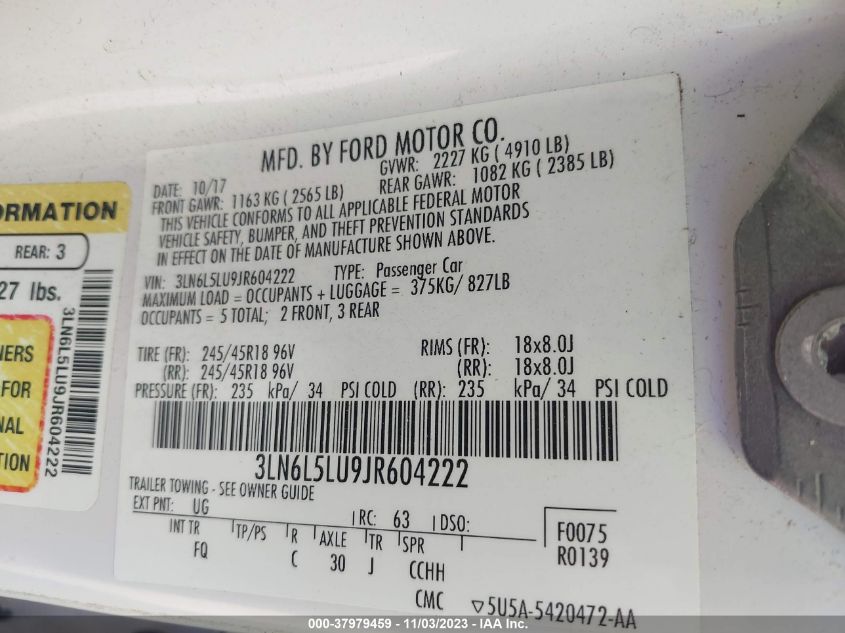 ORMATION
REAR: 3
27 lbs.
NERS
FOR
NAL
TION
3LN6L5LU9JR604222
MFD. BY FORD MOTOR CO.
DATE: 10/17 GVWR: 2227 KG ( 4910 LB)
FRONT GAWR: 1163 KG ( 2565 LB) REAR GAWR: 1082 KG ( 2385 LB)
THIS VEHICLE CONFORMS TO ALL APPLICABLE FEDERAL MOTOR
VEHICLE SAFETY, BUMPER, AND THEFT PREVENTION STANDARDS
IN EFFECT ON THE DATE OF MANUFACTURE SHOWN ABOVE.
VIN: 3LN6L5LU9JR604222 TYPE: Passenger Car
MAXIMUM LOAD = OCCUPANTS + LUGGAGE = 375KG/ 827LB
OCCUPANTS = 5 TOTAL; 2 FRONT, 3 REAR
TIRE (FR): 245/45R18 96V RIMS (FR): 18x8.0J
(RR): 245/45R18 96V (RR): 18x8.0J
PRESSURE (FR): 235 kPa/ 34 PSI COLD (RR): 235 kPa/ 34 PSI COLD
3LN6L5LU9JR604222
TRAILER TOWING - SEE OWNER GUIDE
EXT PNT: UG RC: 63 DSO: F0075
INT TR TP/PS R AXLE TR SPR R0139
FQ C 30 J CCHH
CMC ▽5U5A-5420472-AA
000-37979459 - 11/03/2023 - © IAA Inc.